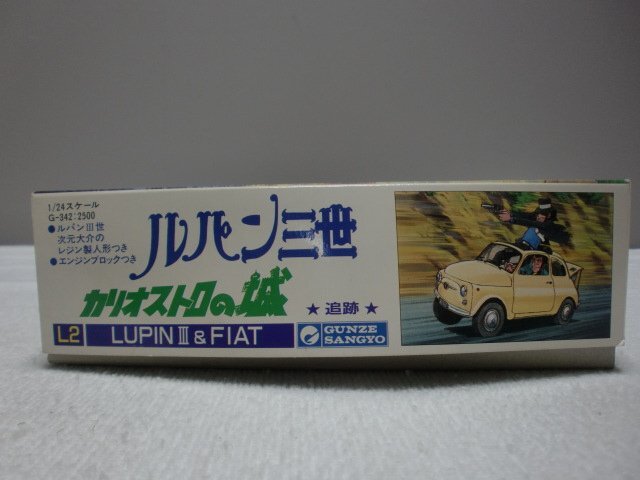 1/24スケール
G-342:2500
●ルパンIII世
次元大介の
レジン製人形つき
●エンジンブロックつき
ルパン三世
カリオストロの城
★追跡★
L2 LUPIN III & FIAT
GUNZE
SANGYO